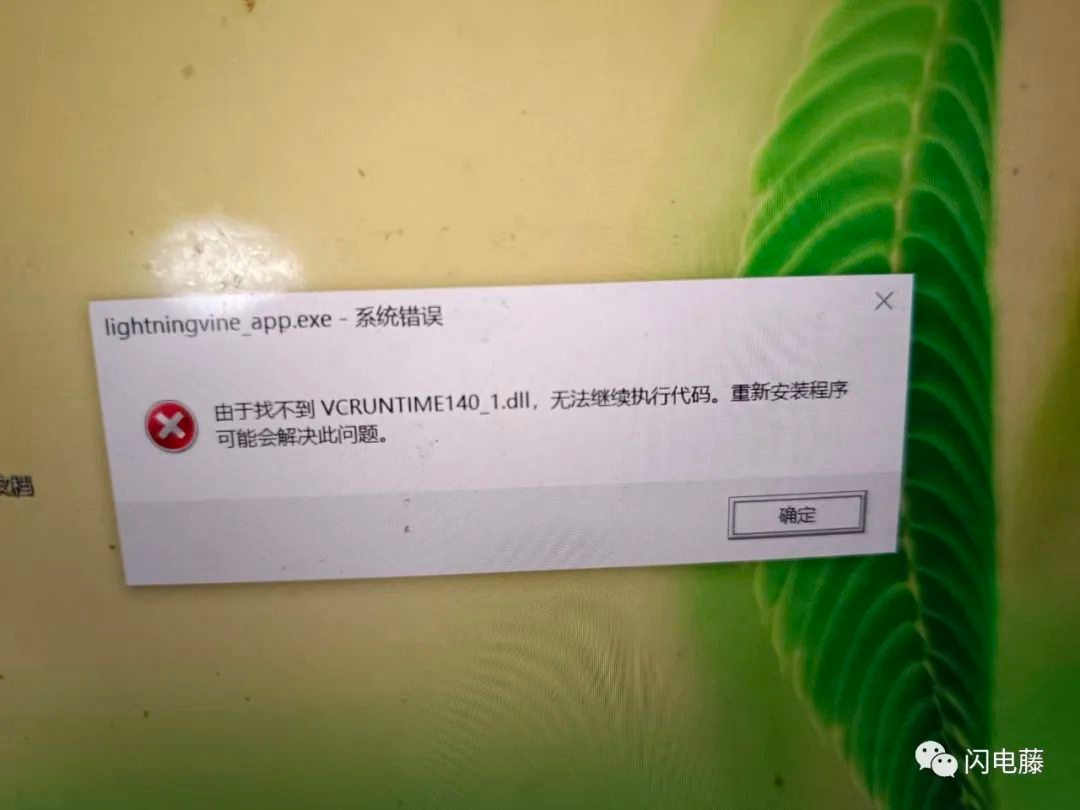 lightningvine_app.exe - 系统错误
由于找不到 VCRUNTIME140_1.dll，无法继续执行代码。重新安装程序
可能会解决此问题。
文档
确定
闪电藤